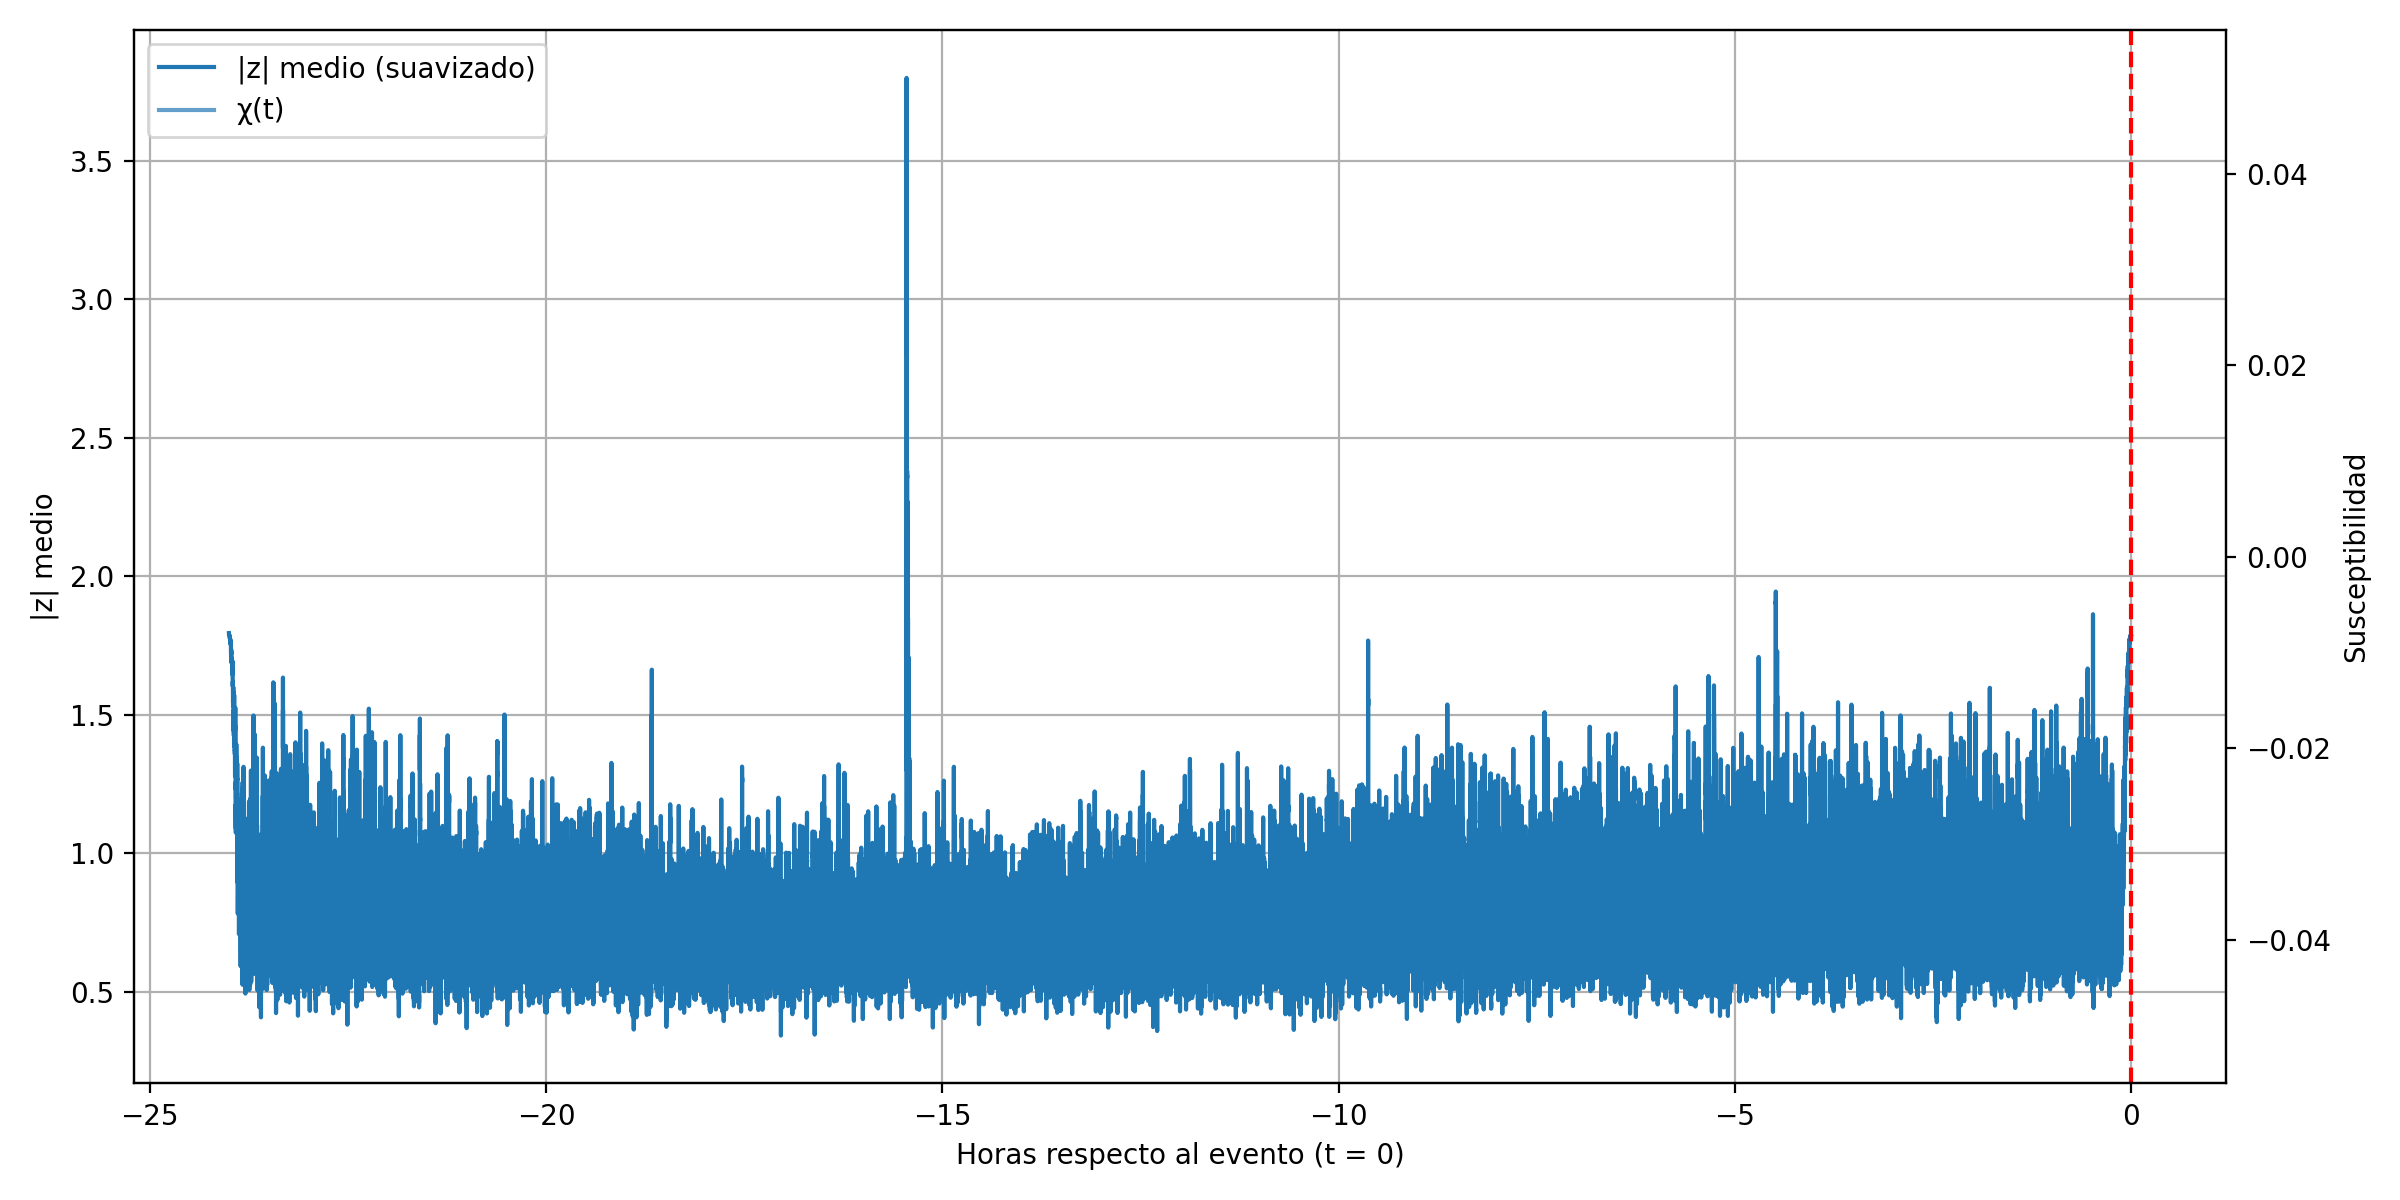 |z| medio (suavizado)
χ(t)
3.5
3.0
2.5
2.0
1.5
1.0
0.5
|z| medio
0.04
0.02
0.00
−0.02
−0.04
Susceptibilidad
−25 −20 −15 −10 −5 0
Horas respecto al evento (t = 0)